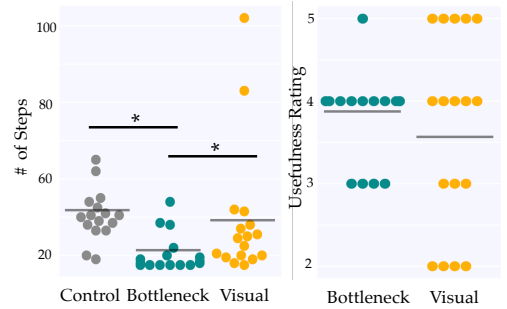 # of Steps
100
80
60
40
20
*
*
Control Bottleneck Visual
Usefulness Rating
5
4
3
2
Bottleneck Visual